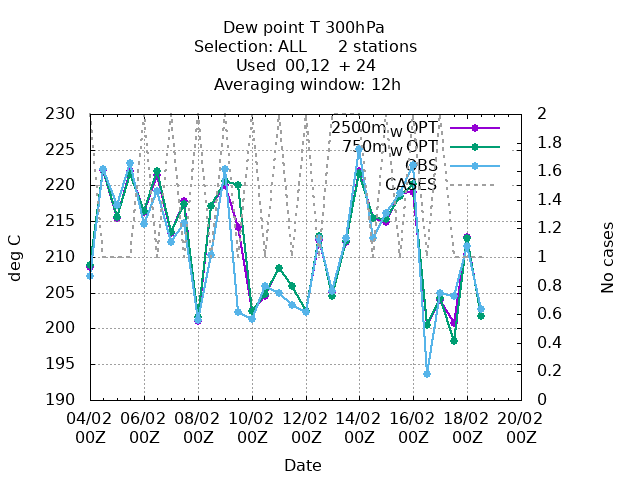 Dew point T 300hPa
Selection: ALL 2 stations
Used 00,12 + 24
Averaging window: 12h
230
225
220
215
210
205
200
195
190
deg C
2
1.8
1.6
1.4
1.2
1
0.8
0.6
0.4
0.2
0
No cases
2500m_w OPT
750m_w OPT
OBS
CASES
04/02 06/02 08/02 10/02 12/02 14/02 16/02 18/02 20/02
00Z 00Z 00Z 00Z 00Z 00Z 00Z 00Z 00Z
Date